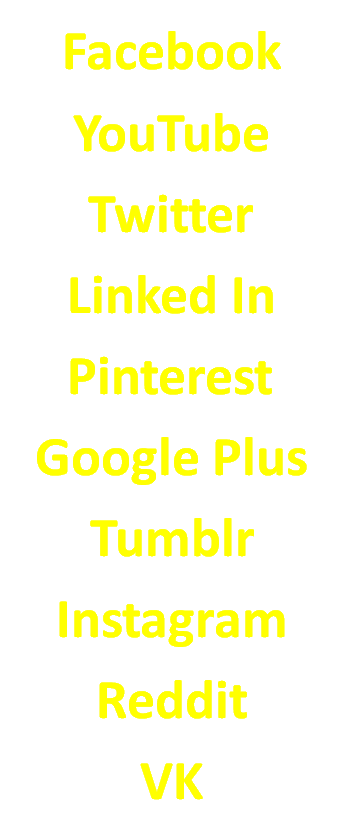 Facebook
YouTube
Twitter
Linked In
Pinterest
Google Plus
Tumblr
Instagram
Reddit
VK